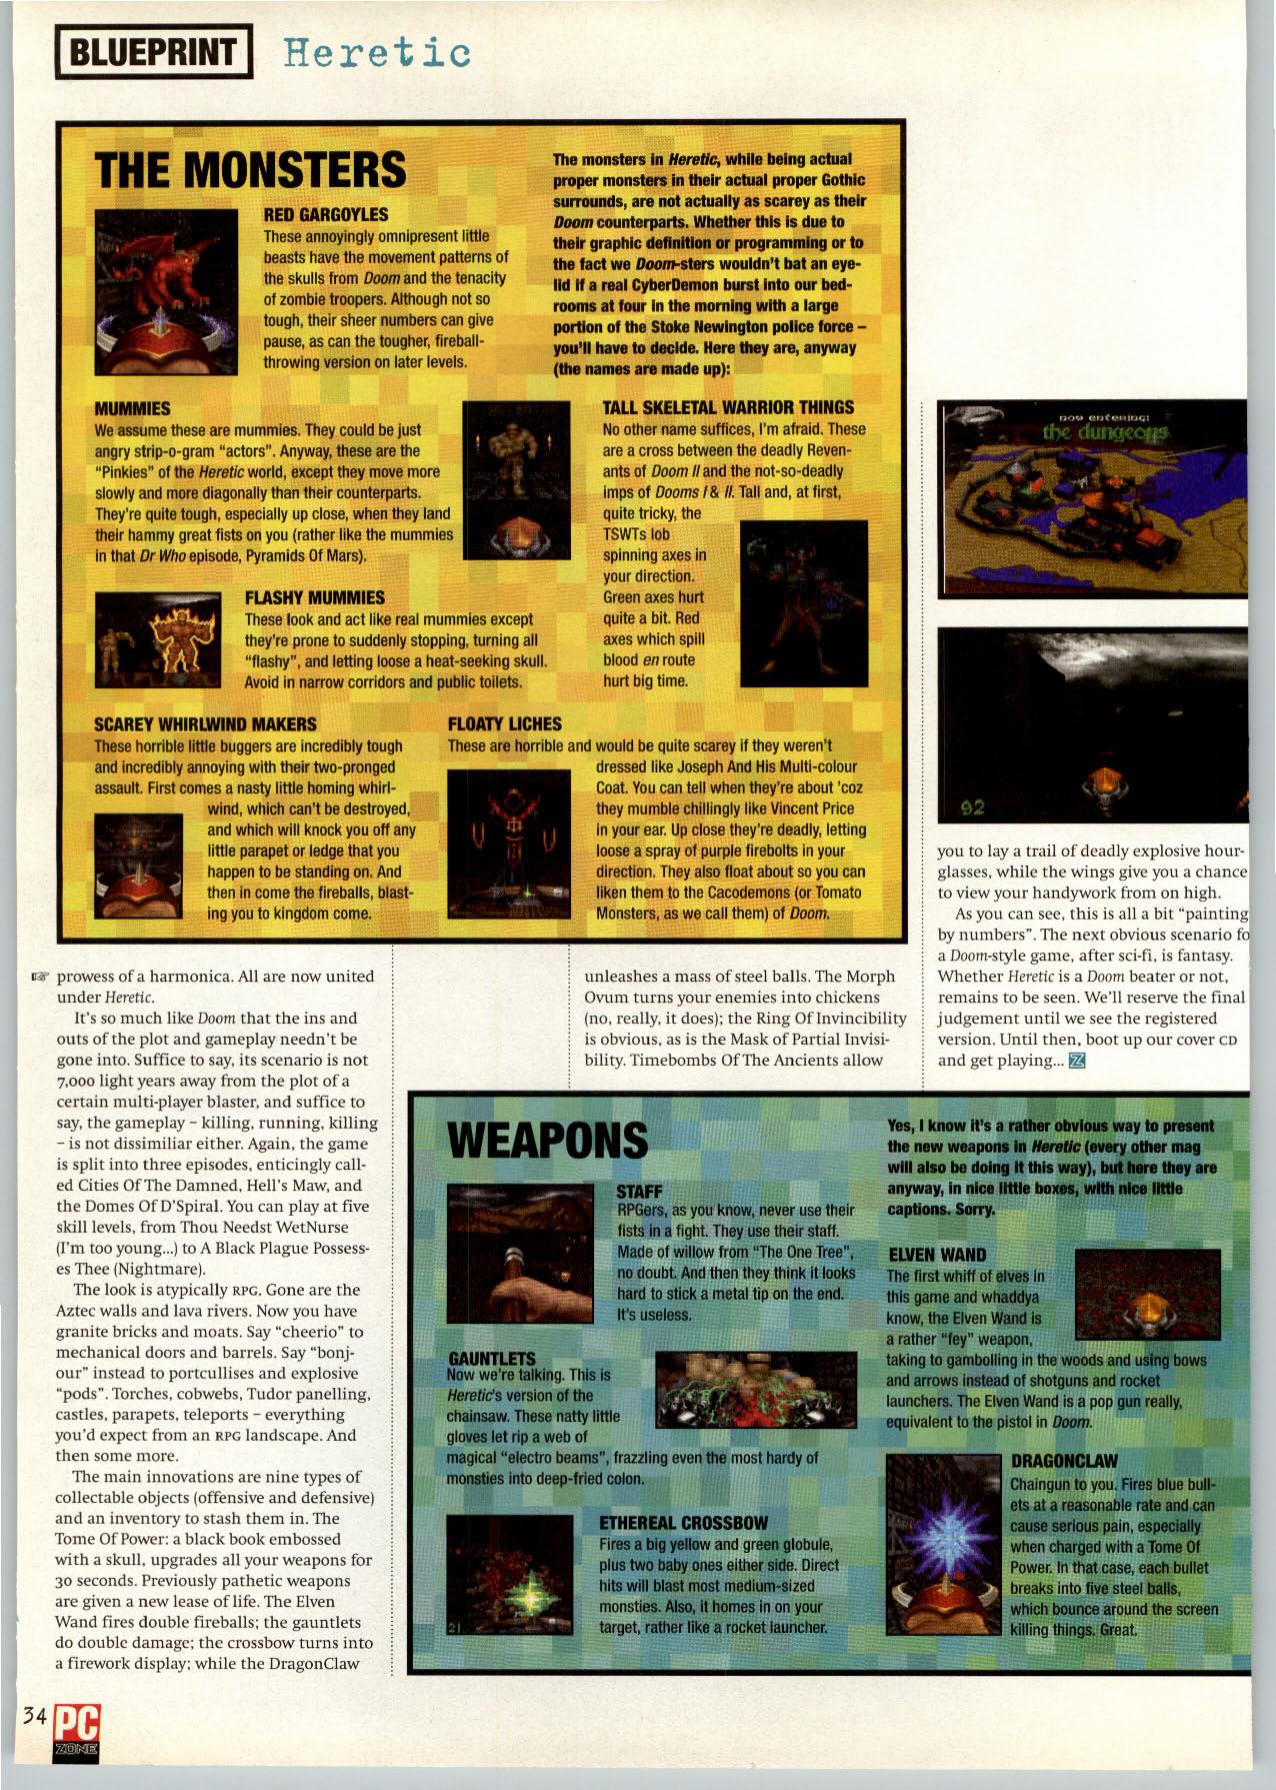 BLUEPRINT Heretic
THE MONSTERS
The monsters in Heretic, while being actual
proper monsters in their actual proper Gothic
surrounds, are not actually as scarey as their
Doom counterparts. Whether this is due to
their graphic definition or programming or to
the fact we Doom-sters wouldn't bat an eye-
lid if a real CyberDemon burst into our bed-
rooms at four in the morning with a large
portion of the Stoke Newington police force –
you'll have to decide. Here they are, anyway
(the names are made up):
RED GARGOYLES
These annoyingly omnipresent little
beasts have the movement patterns of
the skulls from Doom and the tenacity
of zombie troopers. Although not so
tough, their sheer numbers can give
pause, as can the tougher, fireball-
throwing version on later levels.
MUMMIES
We assume these are mummies. They could be just
angry strip-o-gram "actors". Anyway, these are the
"Pinkies" of the Heretic world, except they move more
slowly and more diagonally than their counterparts.
They're quite tough, especially up close, when they land
their hammy great fists on you (rather like the mummies
in that Dr Who episode, Pyramids Of Mars).
TALL SKELETAL WARRIOR THINGS
No other name suffices, I'm afraid. These
are a cross between the deadly Reven-
ants of Doom II and the not-so-deadly
imps of Dooms I & II. Tall and, at first,
quite tricky, the
TSWTs lob
spinning axes in
your direction.
Green axes hurt
quite a bit. Red
axes which spill
blood en route
hurt big time.
FLASHY MUMMIES
These look and act like real mummies except
they're prone to suddenly stopping, turning all
"flashy", and letting loose a heat-seeking skull.
Avoid in narrow corridors and public toilets.
SCAREY WHIRLWIND MAKERS
These horrible little buggers are incredibly tough
and incredibly annoying with their two-pronged
assault. First comes a nasty little homing whirl-
wind, which can't be destroyed,
and which will knock you off any
little parapet or ledge that you
happen to be standing on. And
then in come the fireballs, blast-
ing you to kingdom come.
FLOATY LICHES
These are horrible and would be quite scarey if they weren't
dressed like Joseph And His Multi-colour
Coat. You can tell when they're about 'coz
they mumble chillingly like Vincent Price
in your ear. Up close they're deadly, letting
loose a spray of purple firebolts in your
direction. They also float about so you can
liken them to the Cacodemons (or Tomato
Monsters, as we call them) of Doom.
now entering:
the dungeons
92
☞ prowess of a harmonica. All are now united
under Heretic.
It's so much like Doom that the ins and
outs of the plot and gameplay needn't be
gone into. Suffice to say, its scenario is not
7,000 light years away from the plot of a
certain multi-player blaster, and suffice to
say, the gameplay – killing, running, killing
– is not dissimiliar either. Again, the game
is split into three episodes, enticingly call-
ed Cities Of The Damned, Hell's Maw, and
the Domes Of D'Spiral. You can play at five
skill levels, from Thou Needst WetNurse
(I'm too young...) to A Black Plague Possess-
es Thee (Nightmare).
The look is atypically RPG. Gone are the
Aztec walls and lava rivers. Now you have
granite bricks and moats. Say "cheerio" to
mechanical doors and barrels. Say "bonj-
our" instead to portcullises and explosive
"pods". Torches, cobwebs, Tudor panelling,
castles, parapets, teleports – everything
you'd expect from an RPG landscape. And
then some more.
The main innovations are nine types of
collectable objects (offensive and defensive)
and an inventory to stash them in. The
Tome Of Power: a black book embossed
with a skull, upgrades all your weapons for
30 seconds. Previously pathetic weapons
are given a new lease of life. The Elven
Wand fires double fireballs; the gauntlets
do double damage; the crossbow turns into
a firework display; while the DragonClaw
unleashes a mass of steel balls. The Morph
Ovum turns your enemies into chickens
(no, really, it does); the Ring Of Invincibility
is obvious, as is the Mask of Partial Invisi-
bility. Timebombs Of The Ancients allow
you to lay a trail of deadly explosive hour-
glasses, while the wings give you a chance
to view your handywork from on high.
As you can see, this is all a bit "painting
by numbers". The next obvious scenario fo
a Doom-style game, after sci-fi, is fantasy.
Whether Heretic is a Doom beater or not,
remains to be seen. We'll reserve the final
judgement until we see the registered
version. Until then, boot up our cover CD
and get playing... Z
WEAPONS
Yes, I know it's a rather obvious way to present
the new weapons in Heretic (every other mag
will also be doing it this way), but here they are
anyway, in nice little boxes, with nice little
captions. Sorry.
STAFF
RPGers, as you know, never use their
fists in a fight. They use their staff.
Made of willow from "The One Tree",
no doubt. And then they think it looks
hard to stick a metal tip on the end.
It's useless.
GAUNTLETS
Now we're talking. This is
Heretic's version of the
chainsaw. These natty little
gloves let rip a web of
magical "electro beams", frazzling even the most hardy of
monsties into deep-fried colon.
ETHEREAL CROSSBOW
Fires a big yellow and green globule,
plus two baby ones either side. Direct
hits will blast most medium-sized
monsties. Also, it homes in on your
target, rather like a rocket launcher.
21
ELVEN WAND
The first whiff of elves in
this game and whaddya
know, the Elven Wand is
a rather "fey" weapon,
taking to gambolling in the woods and using bows
and arrows instead of shotguns and rocket
launchers. The Elven Wand is a pop gun really,
equivalent to the pistol in Doom.
DRAGONCLAW
Chaingun to you. Fires blue bull-
ets at a reasonable rate and can
cause serious pain, especially
when charged with a Tome Of
Power. In that case, each bullet
breaks into five steel balls,
which bounce around the screen
killing things. Great.
34 PC
ZONE